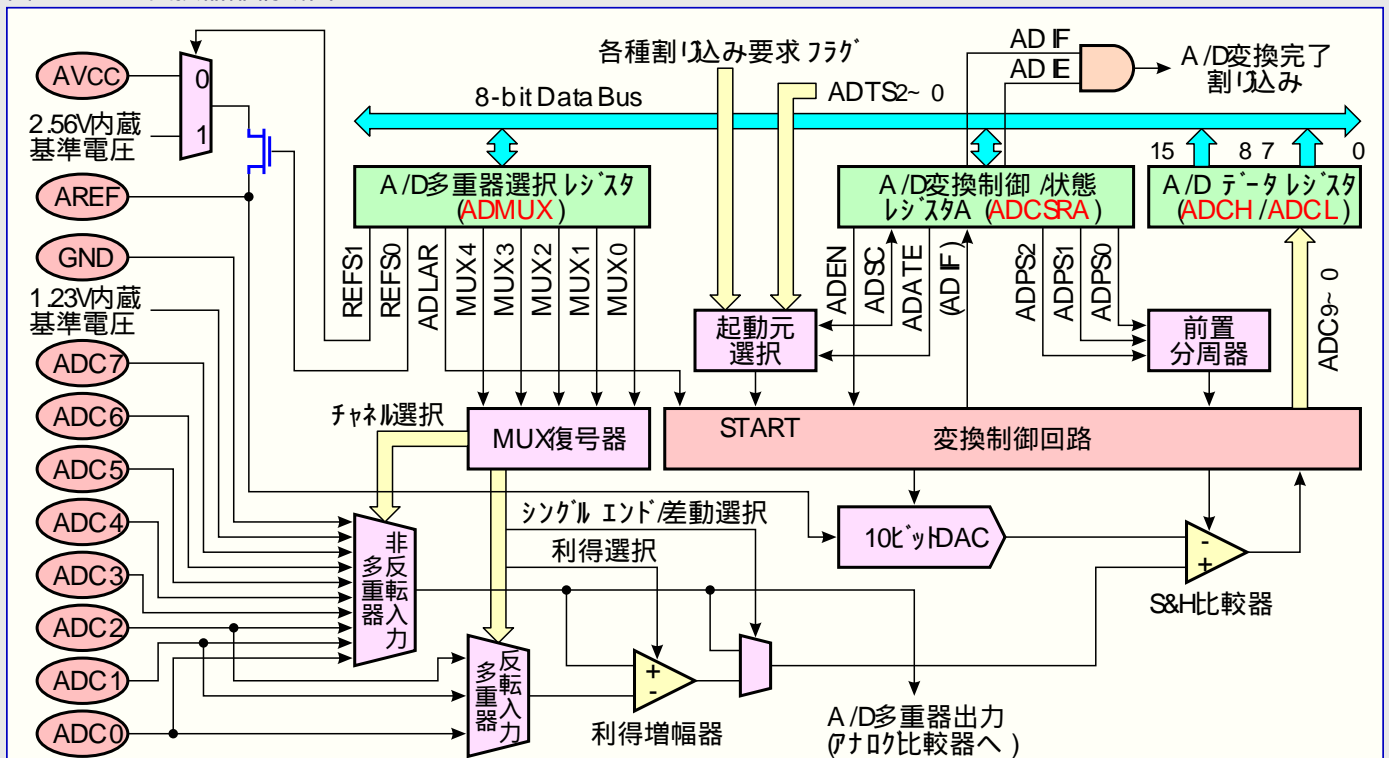 AVCC
2.56V内蔵
基準電圧
AREF
GND
1.23V内蔵
基準電圧
ADC7
ADC6
ADC5
ADC4
ADC3
ADC2
ADC1
ADC0
0
1
8-bit Data Bus
各種割り込み要求フラグ
ADTS2~0
ADIF
ADIE
A/D変換完了
割り込み
A/D多重器選択レジスタ
(ADMUX)
A/D変換制御/状態
レジスタA (ADCSRA)
15 8 7 0
A/D データ レジスタ
(ADCH/ADCL)
REFS1
REFS0
ADLAR
MUX4
MUX3
MUX2
MUX1
MUX0
ADEN
ADSC
ADATE
(ADIF)
ADPS2
ADPS1
ADPS0
ADC9~0
起動元
選択
前置
分周器
チャネル選択
MUX復号器
START
変換制御回路
シングル エンド/差動選択
利得選択
10ビットDAC
-
+
S&H比較器
非反転入力
多重器
反転入力
多重器
+
-
利得増幅器
A/D多重器出力
(アナログ比較器へ)